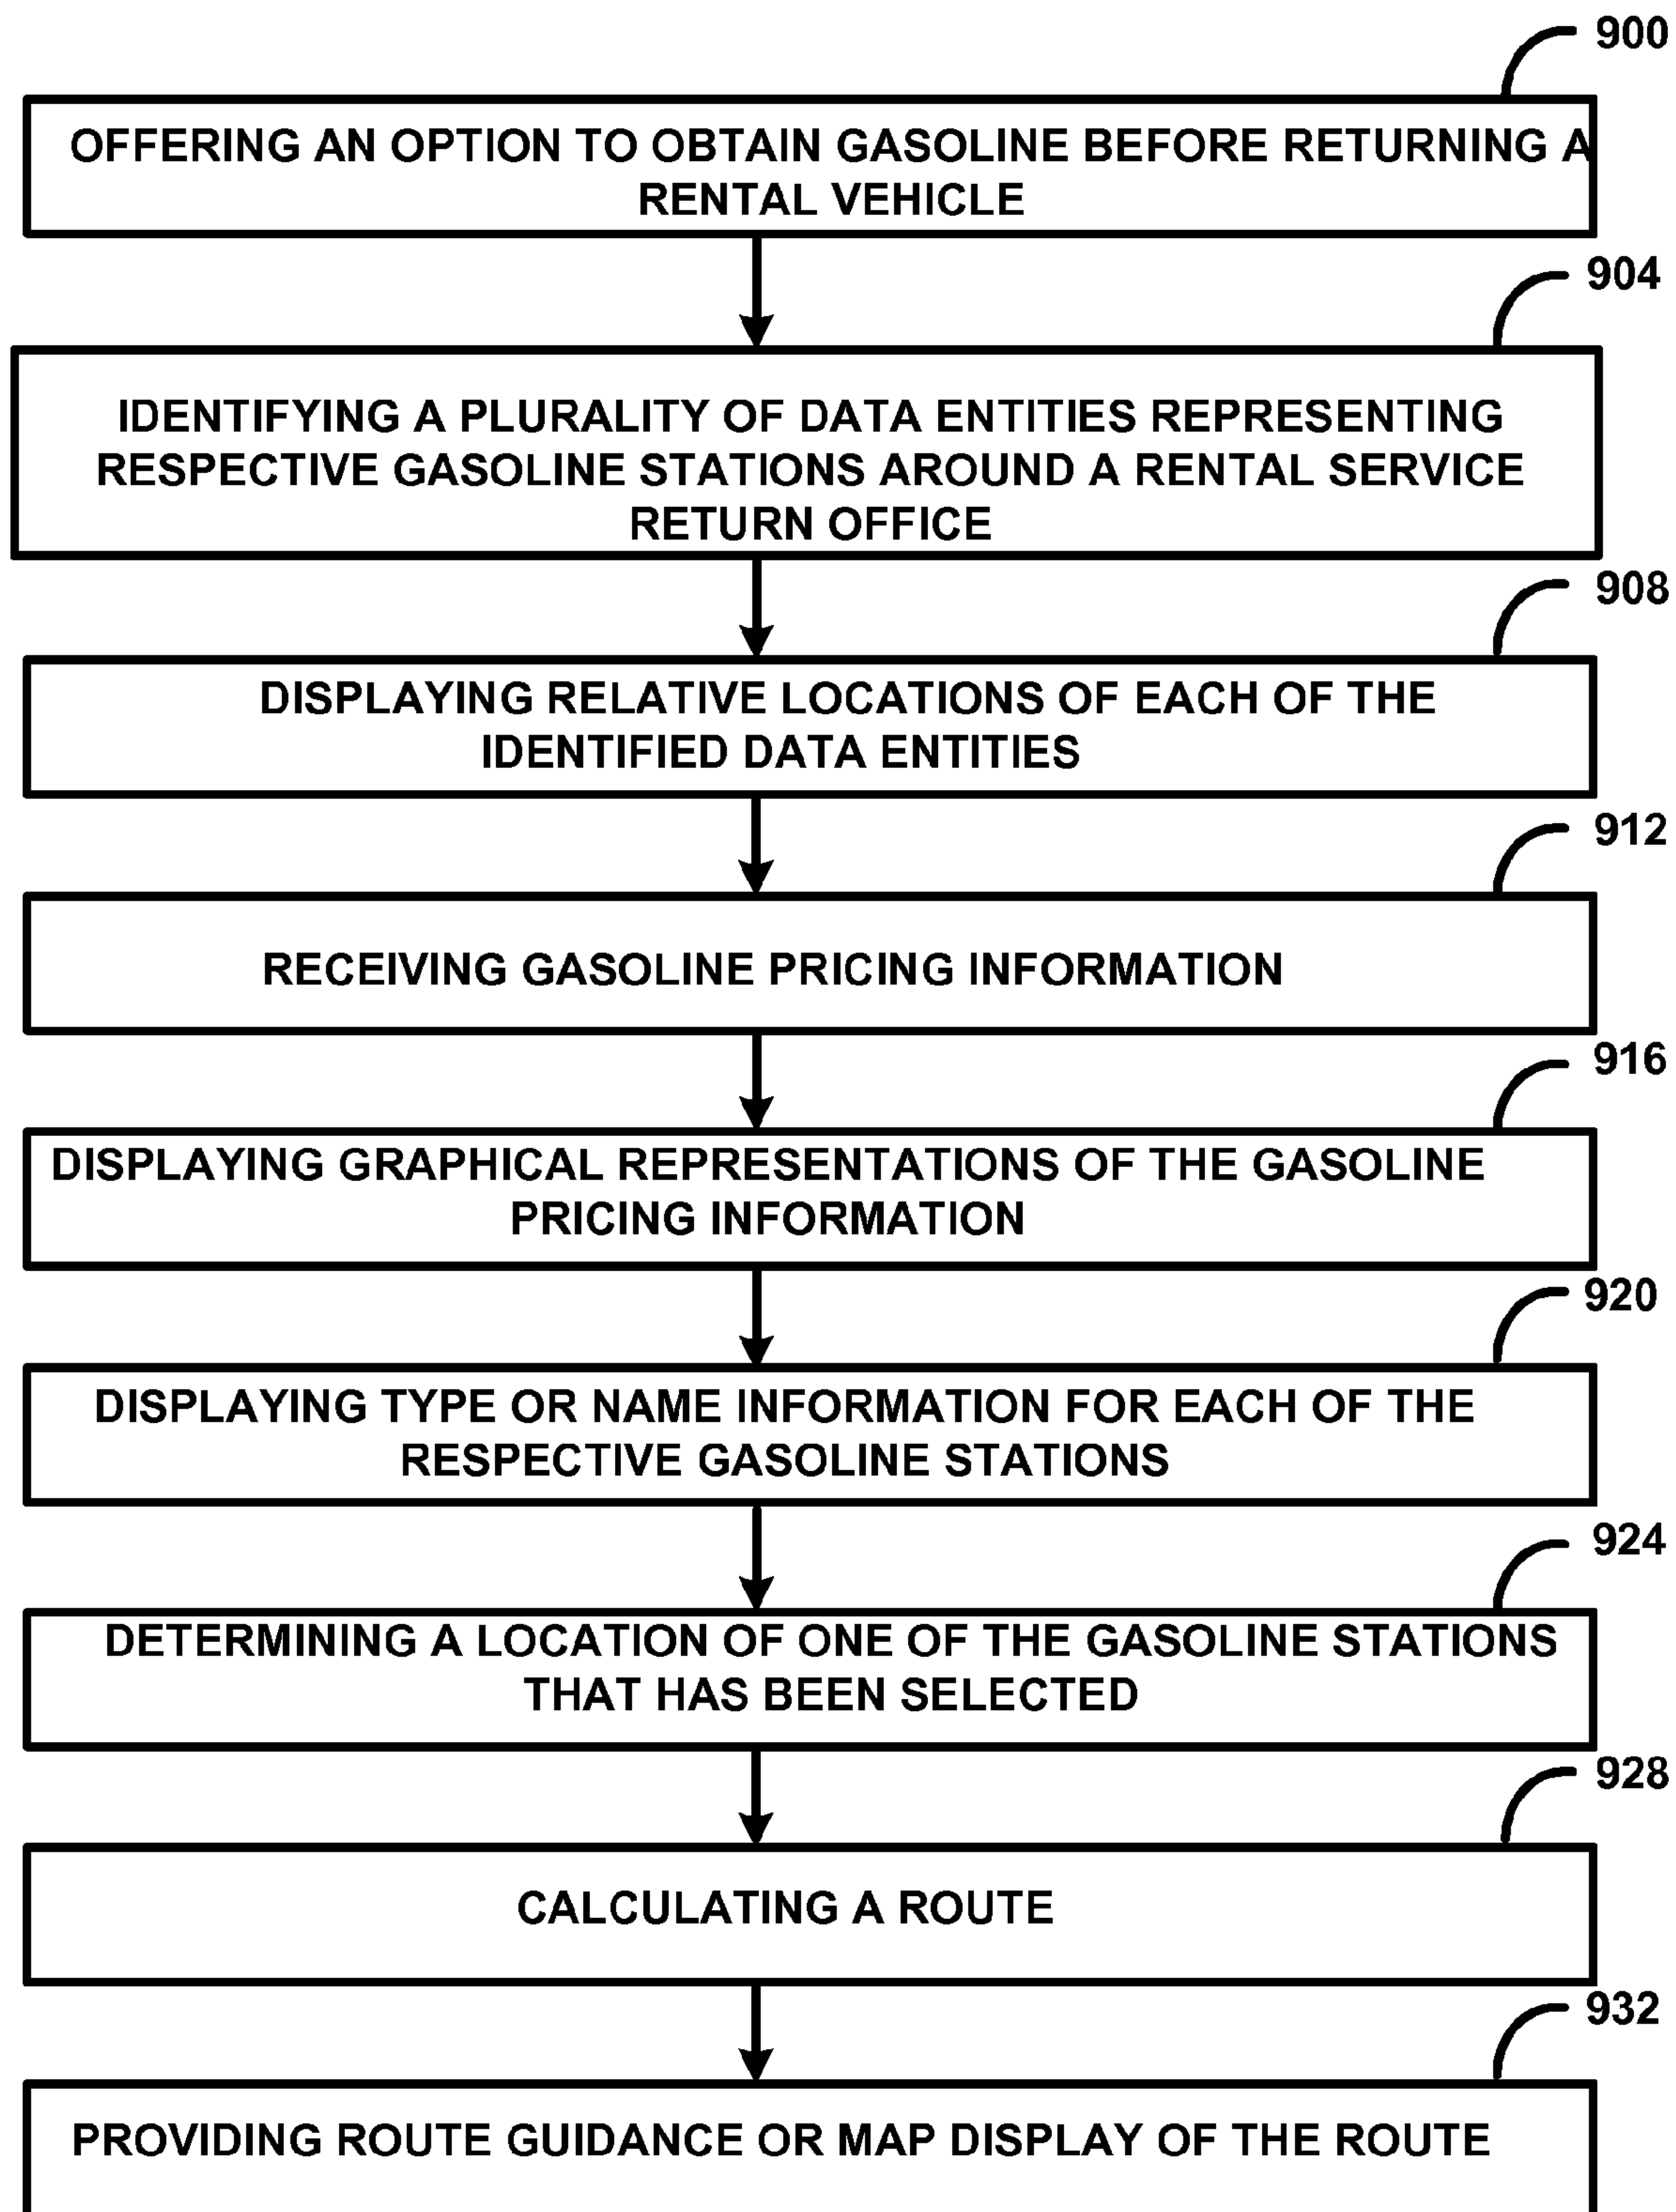 900
OFFERING AN OPTION TO OBTAIN GASOLINE BEFORE RETURNING A
RENTAL VEHICLE
904
IDENTIFYING A PLURALITY OF DATA ENTITIES REPRESENTING
RESPECTIVE GASOLINE STATIONS AROUND A RENTAL SERVICE
RETURN OFFICE
908
DISPLAYING RELATIVE LOCATIONS OF EACH OF THE
IDENTIFIED DATA ENTITIES
912
RECEIVING GASOLINE PRICING INFORMATION
916
DISPLAYING GRAPHICAL REPRESENTATIONS OF THE GASOLINE
PRICING INFORMATION
920
DISPLAYING TYPE OR NAME INFORMATION FOR EACH OF THE
RESPECTIVE GASOLINE STATIONS
924
DETERMINING A LOCATION OF ONE OF THE GASOLINE STATIONS
THAT HAS BEEN SELECTED
928
CALCULATING A ROUTE
932
PROVIDING ROUTE GUIDANCE OR MAP DISPLAY OF THE ROUTE